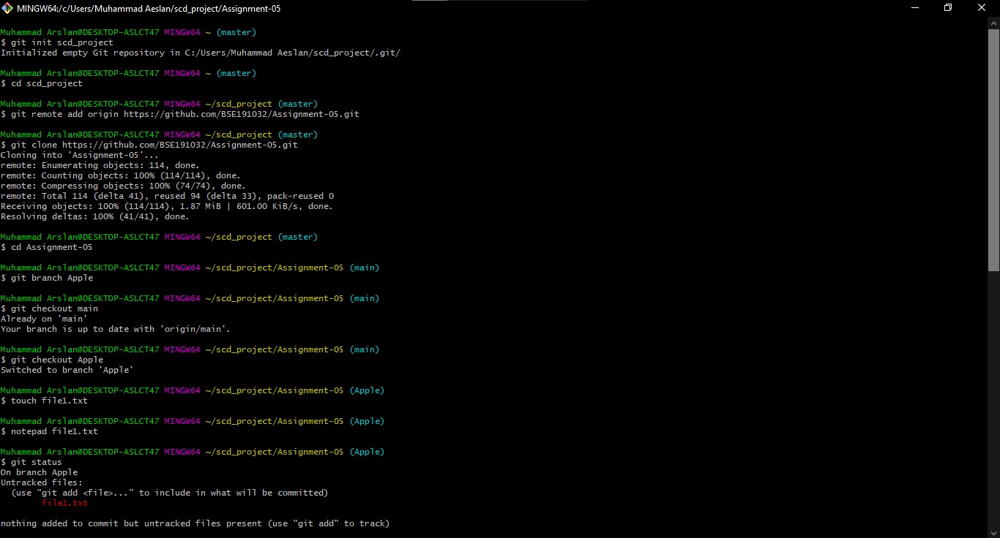 MINGW64:/c/Users/Muhammad Aeslan/scd_project/Assignment-05
Muhammad Arslan@DESKTOP-ASLCT47 MINGW64 ~ (master)
$ git init scd_project
Initialized empty Git repository in C:/Users/Muhammad Aeslan/scd_project/.git/
Muhammad Arslan@DESKTOP-ASLCT47 MINGW64 ~ (master)
$ cd scd_project
Muhammad Arslan@DESKTOP-ASLCT47 MINGW64 ~/scd_project (master)
$ git remote add origin https://github.com/BSE191032/Assignment-05.git
Muhammad Arslan@DESKTOP-ASLCT47 MINGW64 ~/scd_project (master)
$ git clone https://github.com/BSE191032/Assignment-05.git
Cloning into 'Assignment-05'...
remote: Enumerating objects: 114, done.
remote: Counting objects: 100% (114/114), done.
remote: Compressing objects: 100% (74/74), done.
remote: Total 114 (delta 41), reused 94 (delta 33), pack-reused 0
Receiving objects: 100% (114/114), 1.87 MiB | 601.00 KiB/s, done.
Resolving deltas: 100% (41/41), done.
Muhammad Arslan@DESKTOP-ASLCT47 MINGW64 ~/scd_project (master)
$ cd Assignment-05
Muhammad Arslan@DESKTOP-ASLCT47 MINGW64 ~/scd_project/Assignment-05 (main)
$ git branch Apple
Muhammad Arslan@DESKTOP-ASLCT47 MINGW64 ~/scd_project/Assignment-05 (main)
$ git checkout main
Already on 'main'
Your branch is up to date with 'origin/main'.
Muhammad Arslan@DESKTOP-ASLCT47 MINGW64 ~/scd_project/Assignment-05 (main)
$ git checkout Apple
Switched to branch 'Apple'
Muhammad Arslan@DESKTOP-ASLCT47 MINGW64 ~/scd_project/Assignment-05 (Apple)
$ touch file1.txt
Muhammad Arslan@DESKTOP-ASLCT47 MINGW64 ~/scd_project/Assignment-05 (Apple)
$ notepad file1.txt
Muhammad Arslan@DESKTOP-ASLCT47 MINGW64 ~/scd_project/Assignment-05 (Apple)
$ git status
On branch Apple
Untracked files:
  (use "git add <file>..." to include in what will be committed)
        file1.txt
nothing added to commit but untracked files present (use "git add" to track)